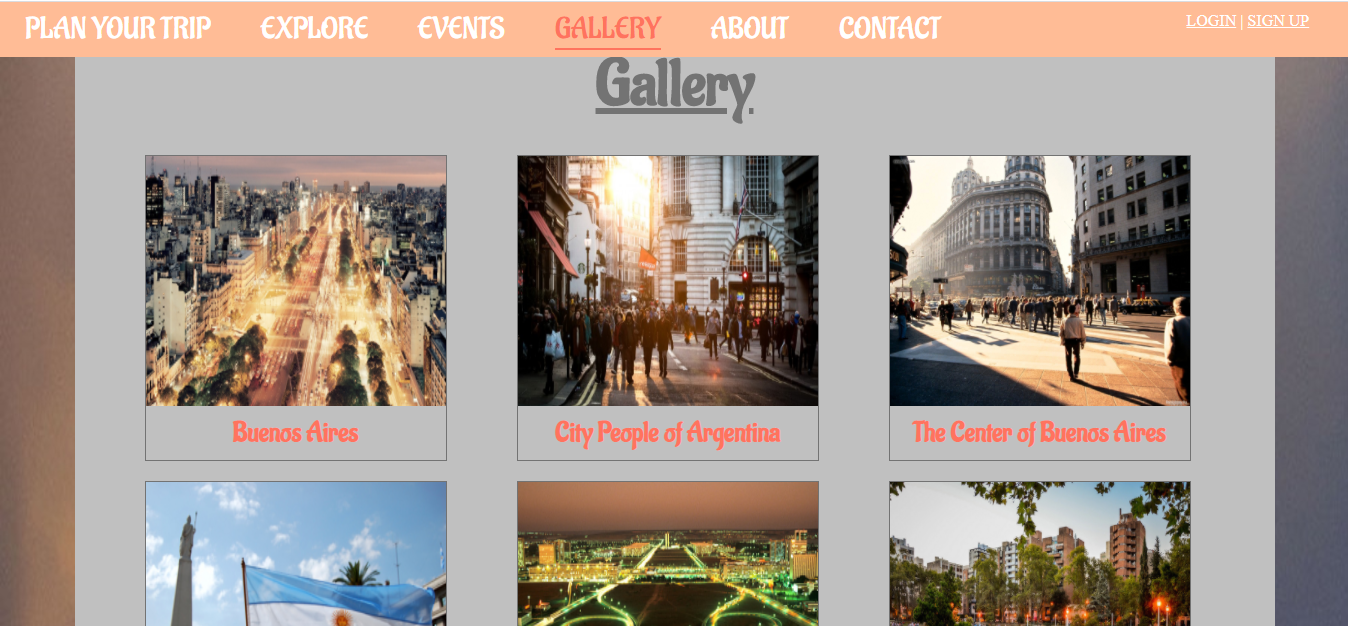 PLAN YOUR TRIP EXPLORE EVENTS GALLERY ABOUT CONTACT LOGIN | SIGN UP
Gallery
Buenos Aires City People of Argentina The Center of Buenos Aires